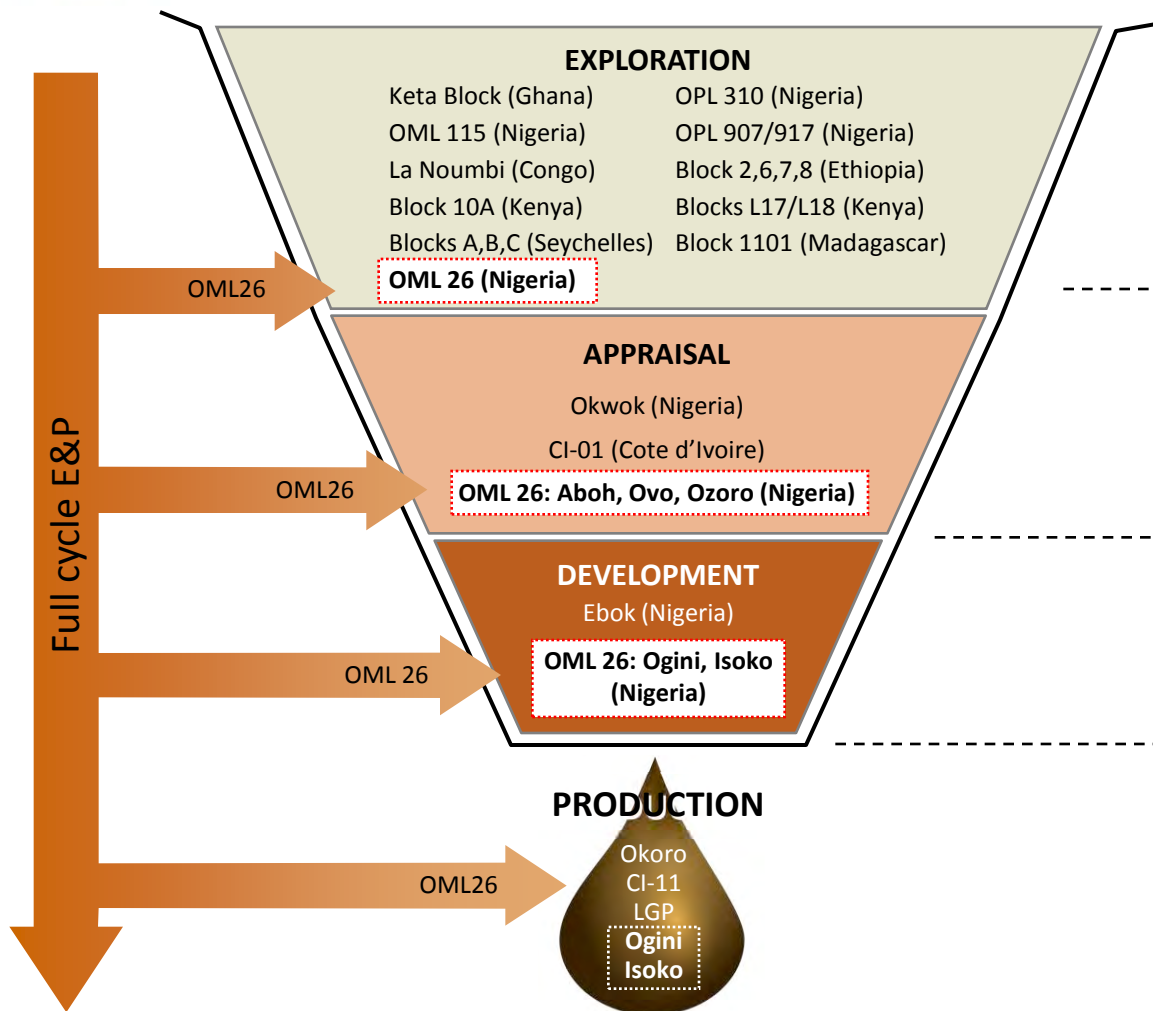 EXPLORATION
Keta Block (Ghana)
OPL 310 (Nigeria)
OML 115 (Nigeria)
OPL 907/917 (Nigeria)
La Noumbi (Congo)
Block 2,6,7,8 (Ethiopia)
Block 10A (Kenya)
Blocks L17/L18 (Kenya)
Blocks A,B,C (Seychelles)
Block 1101 (Madagascar)
OML 26 (Nigeria)
OML26
APPRAISAL
Okwok (Nigeria)
CI-01 (Cote d’Ivoire)
OML 26: Aboh, Ovo, Ozoro (Nigeria)
OML26
Full cycle E&P
DEVELOPMENT
Ebok (Nigeria)
OML 26: Ogini, Isoko
(Nigeria)
OML 26
PRODUCTION
Okoro
CI-11
LGP
Ogini
Isoko
OML26